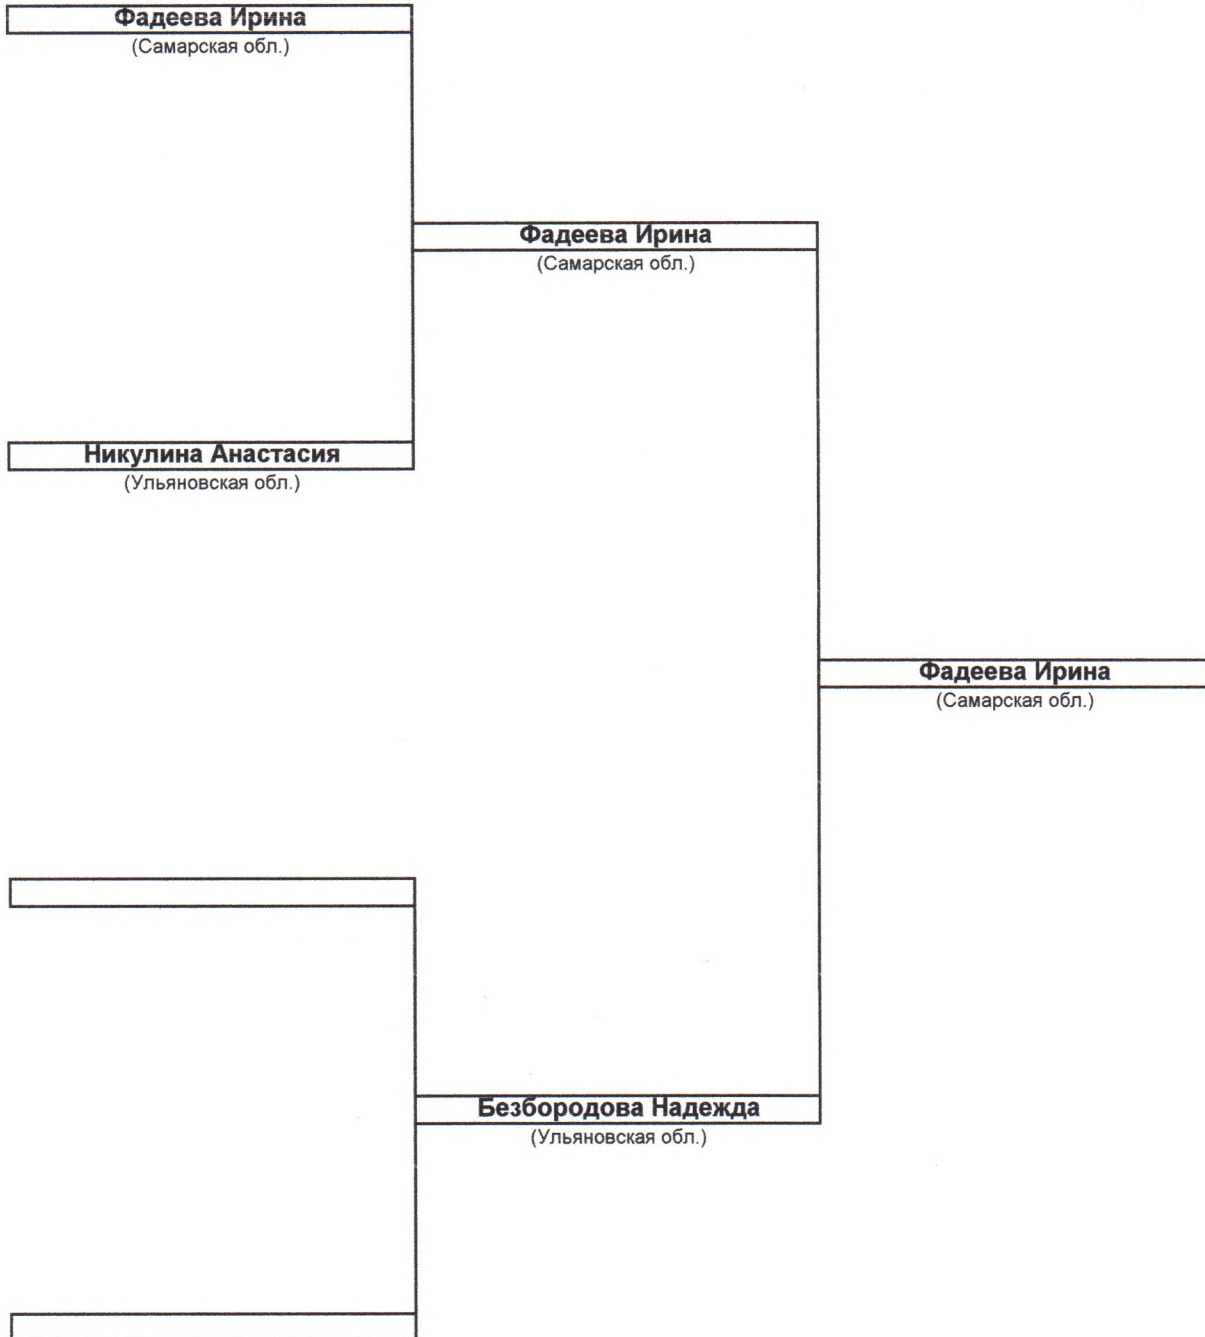 Фадеева Ирина
(Самарская обл.)
Фадеева Ирина
(Самарская обл.)
Никулина Анастасия
(Ульяновская обл.)
Фадеева Ирина
(Самарская обл.)
Безбородова Надежда
(Ульяновская обл.)